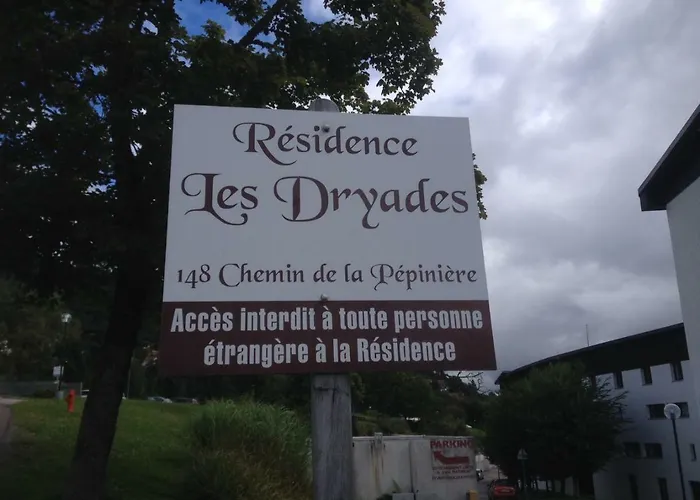 Résidence
Les Dryades
148 Chemin de la Pépinière
Accès interdit à toute personne
étrangère à la Résidence
PARKING